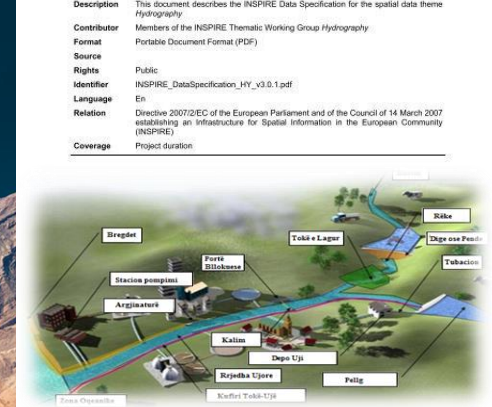 Description This document describes the INSPIRE Data Specification for the spatial data theme
Hydrography
Contributor Members of the INSPIRE Thematic Working Group Hydrography
Format Portable Document Format (PDF)
Source
Rights Public
Identifier INSPIRE_DataSpecification_HY_v3.0.1.pdf
Language En
Relation Directive 2007/2/EC of the European Parliament and of the Council of 14 March 2007
establishing an Infrastructure for Spatial Information in the European Community
(INSPIRE)
Coverage Project duration
Rëke
Bregdet
Tokë e Lagur
Dige ose Pende
Portë
Bllokuese
Tubacion
Stacion pompimi
Argjinaturë
Kalim
Depo Uji
Rrjedha Ujore
Pellg
Kufiri Tokë-Ujë
Zona Oqeanike